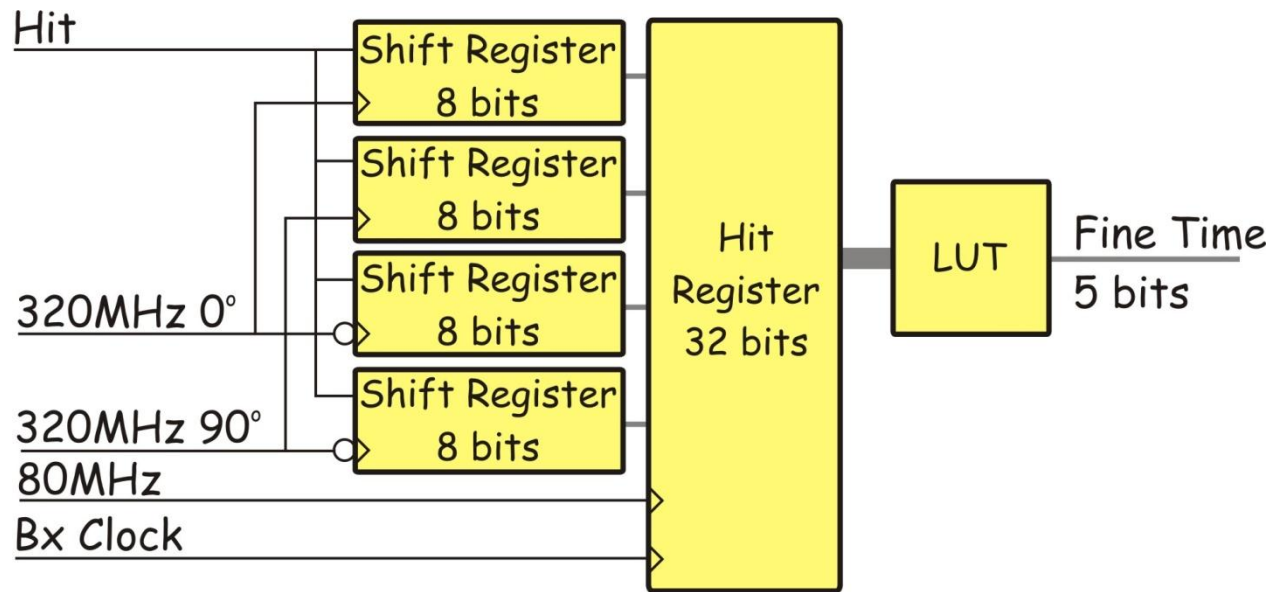 Hit
Shift Register
8 bits
Shift Register
8 bits
Shift Register
8 bits
Shift Register
8 bits
320MHz 0°
320MHz 90°
80MHz
Bx Clock
Hit
Register
32 bits
LUT
Fine Time
5 bits